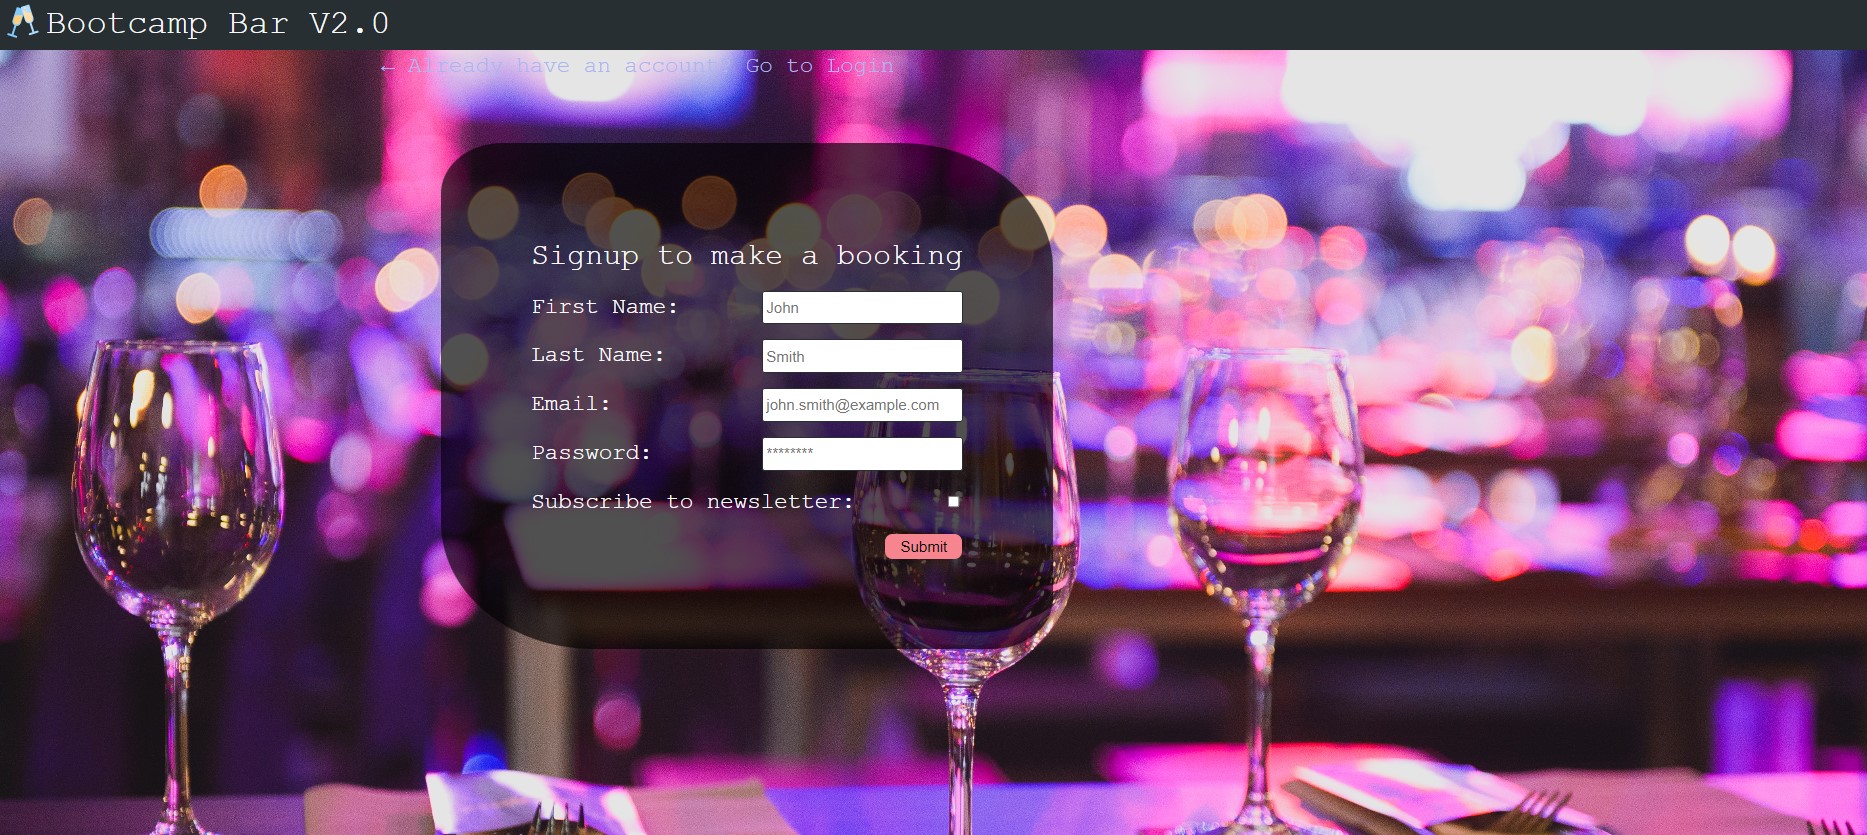 Bootcamp Bar V2.0
← Already have an account? Go to Login
Signup to make a booking
First Name: John
Last Name: Smith
Email: john.smith@example.com
Password: ********
Subscribe to newsletter:
Submit